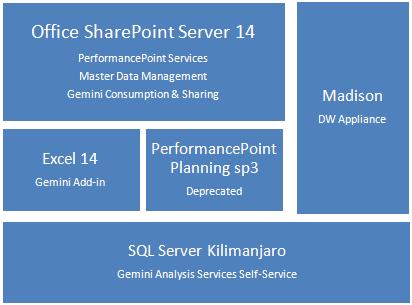 Office SharePoint Server 14
PerformancePoint Services
Master Data Management
Gemini Consumption & Sharing
Madison
DW Appliance
Excel 14
Gemini Add-in
PerformancePoint
Planning sp3
Deprecated
SQL Server Kilimanjaro
Gemini Analysis Services Self-Service